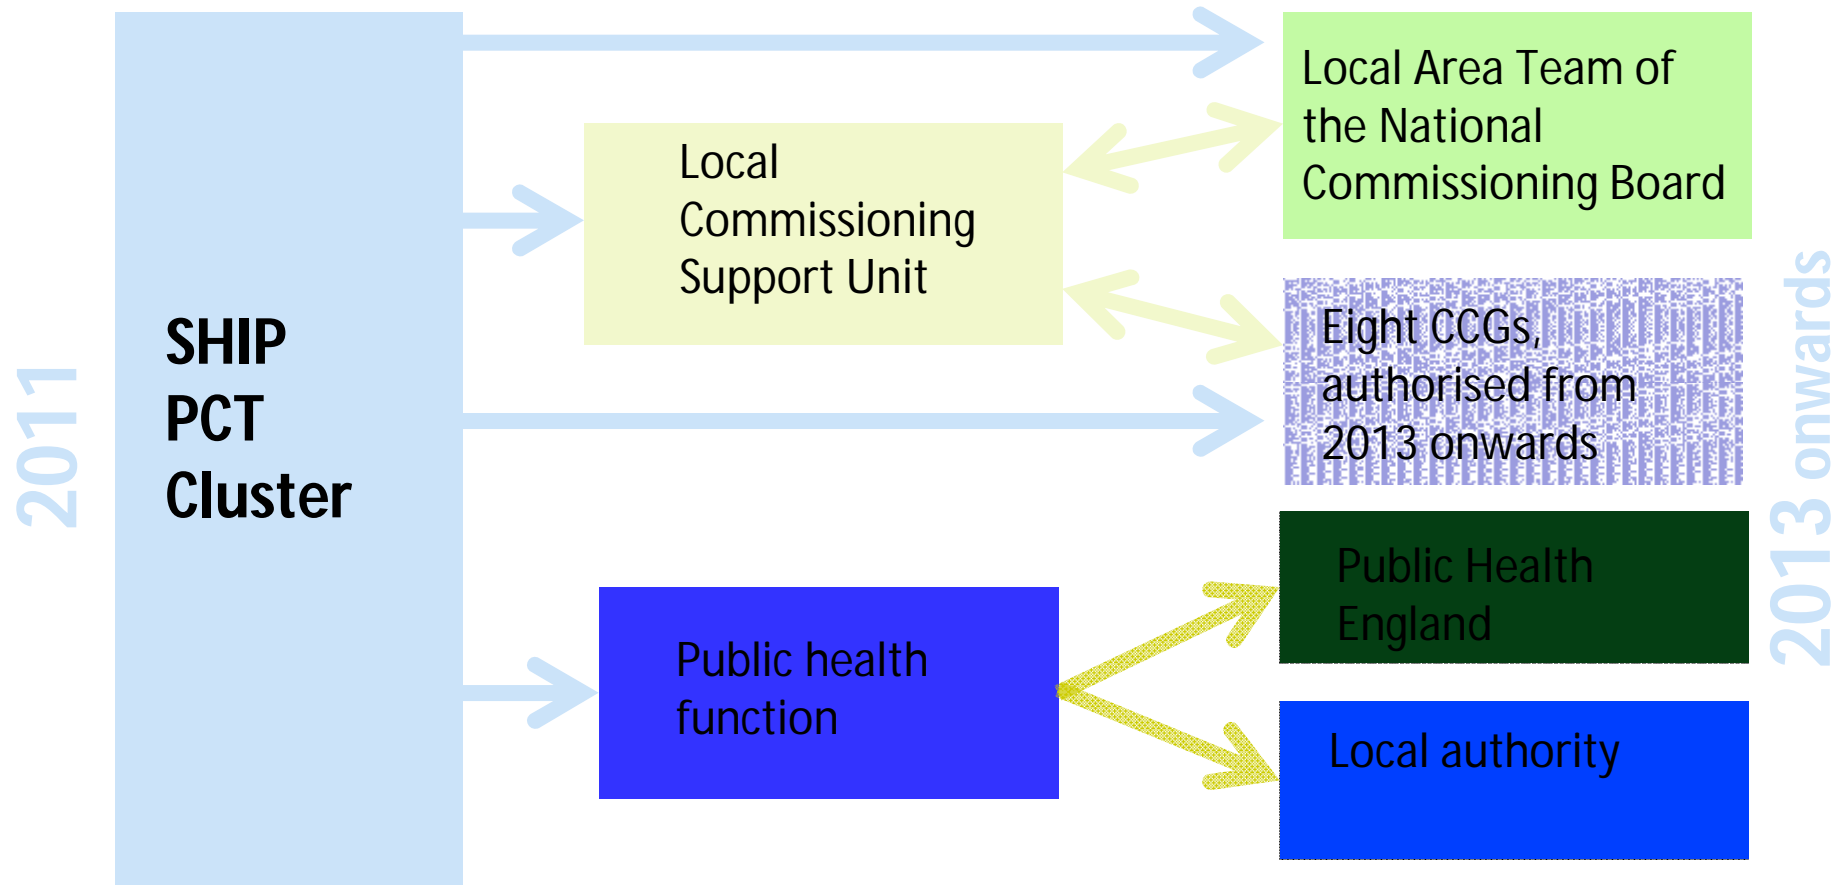 2011
SHIP
PCT
Cluster
Local
Commissioning
Support Unit
Public health
function
Local Area Team of
the National
Commissioning Board
Eight CCGs,
authorised from
2013 onwards
Public Health
England
Local authority
2013 onwards